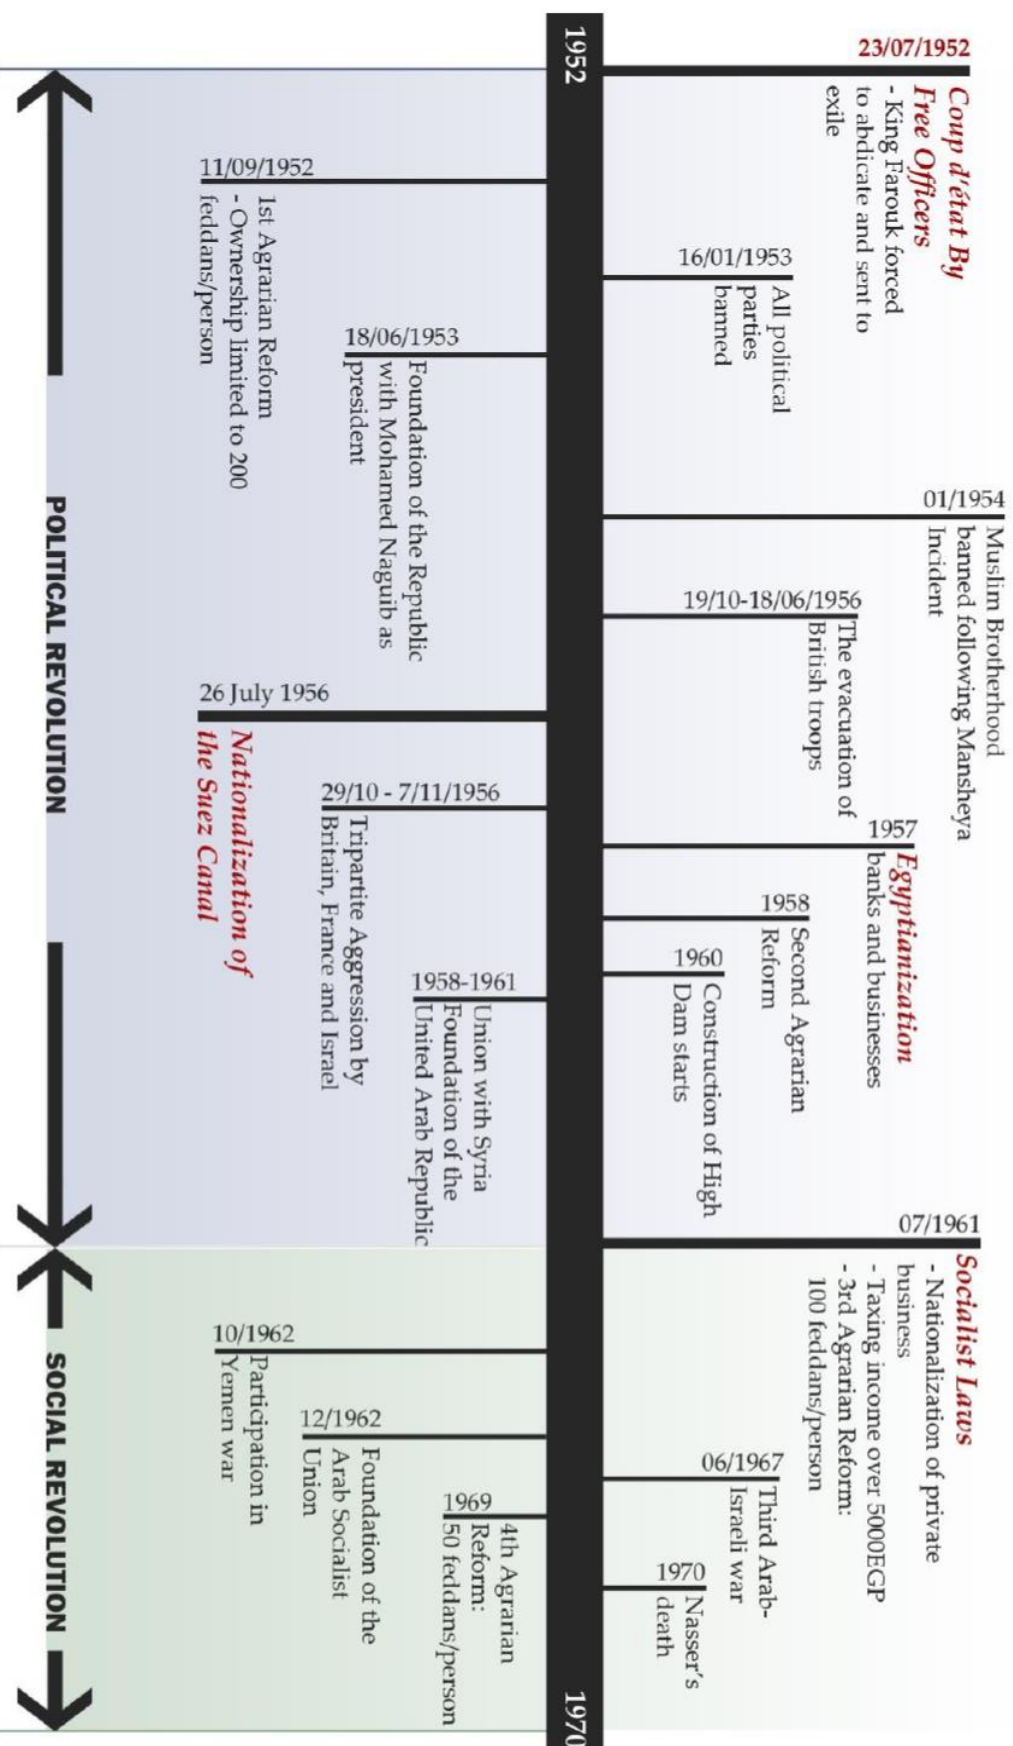 23/07/1952
Coup d'état By
Free Officers
- King Farouk forced
to abdicate and sent to
exile
16/01/1953
All political
parties
banned
01/1954
Muslim Brotherhood
banned following Mansheya
Incident
19/10-18/06/1956
The evacuation of
British troops
1957
Egyptianization
banks and businesses
1958
Second Agrarian
Reform
1960
Construction of High
Dam starts
07/1961
Socialist Laws
- Nationalization of private
business
- Taxing income over 5000EGP
- 3rd Agrarian Reform:
100 feddans/person
06/1967
Third Arab-
Israeli war
1970
Nasser's
death
1952
1970
11/09/1952
1st Agrarian Reform
- Ownership limited to 200
feddans/person
18/06/1953
Foundation of the Republic
with Mohamed Naguib as
president
26 July 1956
Nationalization of
the Suez Canal
29/10 - 7/11/1956
Tripartite Aggression by
Britain, France and Israel
1958-1961
Union with Syria
Foundation of the
United Arab Republic
10/1962
Participation in
Yemen war
12/1962
Foundation of the
Arab Socialist
Union
1969
4th Agrarian
Reform:
50 feddans/person
POLITICAL REVOLUTION
SOCIAL REVOLUTION